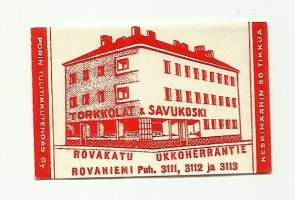 PORIN TULITIKKUTEHDAS OY
TORKKOLA & SAVUKOSKI
ROVAKATU UKKOHERRANTIE
ROVANIEMI Puh. 3111, 3112 ja 3113
KESKIMÄÄRIN 50 TIKKUA